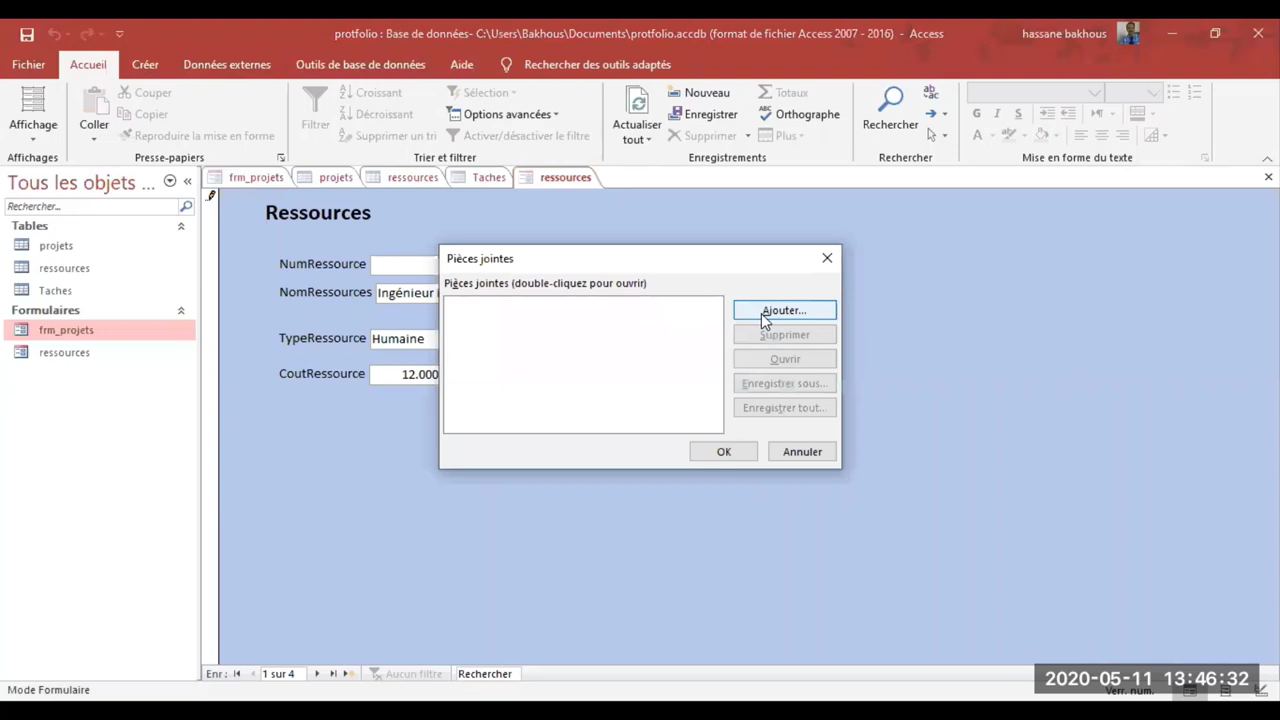 protfolio : Base de données- C:\Users\Bakhous\Documents\protfolio.accdb (format de fichier Access 2007 - 2016) - Access
hassane bakhous
Fichier
Accueil
Créer
Données externes
Outils de base de données
Aide
Rechercher des outils adaptés
Affichage
Affichages
Coller
Couper
Copier
Reproduire la mise en forme
Presse-papiers
Filtrer
Croissant
Décroissant
Supprimer un t
Sélection
Options avancées
Activer/désactiver le filtre
Trier et filtrer
Actualiser
tout
Nouveau
Enregistrer
Supprimer
Totaux
Orthographe
Plus
Enregistrements
Rechercher
Rechercher
G I S
A
Mise en forme du texte
Tous les objets ...
Rechercher...
Tables
projets
ressources
Taches
Formulaires
frm_projets
ressources
frm_projets
projets
ressources
Taches
ressources
Ressources
NumRessource
NomRessources
Ingénieur i
TypeRessource
Humaine
CoutRessource
12.000
Pièces jointes
Pièces jointes (double-cliquez pour ouvrir)
Ajouter...
Supprimer
Ouvrir
Enregistrer sous...
Enregistrer tout...
OK
Annuler
Enr :
1 sur 4
Aucun filtre
Rechercher
Mode Formulaire
2020-05-11 13:46:32
Verr. num.